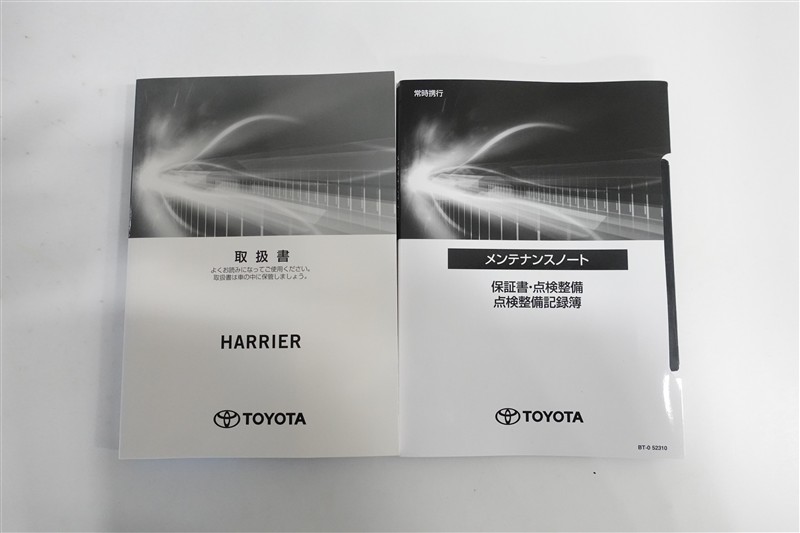 取扱書
よくお読みになってご使用ください。
取扱書は車の中に保管しましょう。
HARRIER
TOYOTA
常時携行
メンテナンスノート
保証書・点検整備
点検整備記録簿
TOYOTA
BT-0 52310